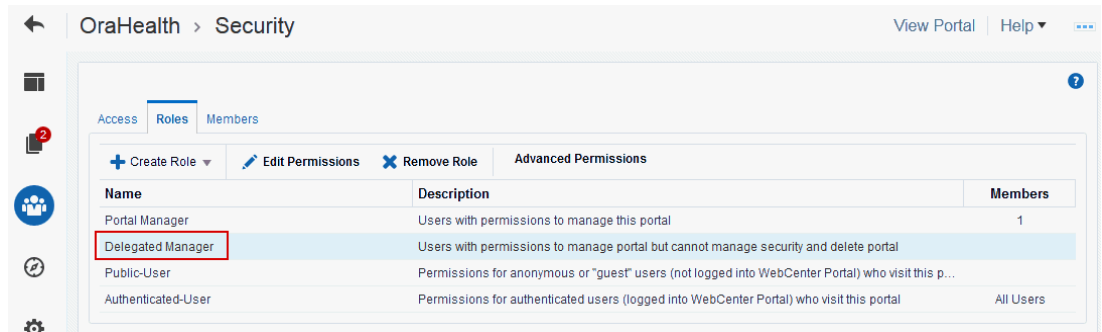 OraHealth > Security View Portal Help
Access Roles Members
2
Create Role Edit Permissions Remove Role Advanced Permissions
Name Description Members
Portal Manager Users with permissions to manage this portal 1
Delegated Manager Users with permissions to manage portal but cannot manage security and delete portal
Public-User Permissions for anonymous or "guest" users (not logged into WebCenter Portal) who visit this p...
Authenticated-User Permissions for authenticated users (logged into WebCenter Portal) who visit this portal All Users